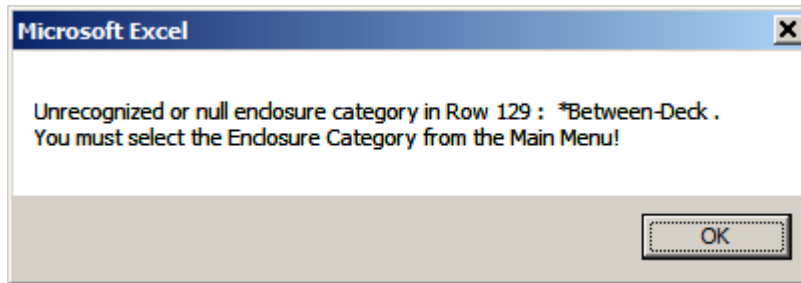 Microsoft Excel
Unrecognized or null enclosure category in Row 129 : *Between-Deck .
You must select the Enclosure Category from the Main Menu!
OK